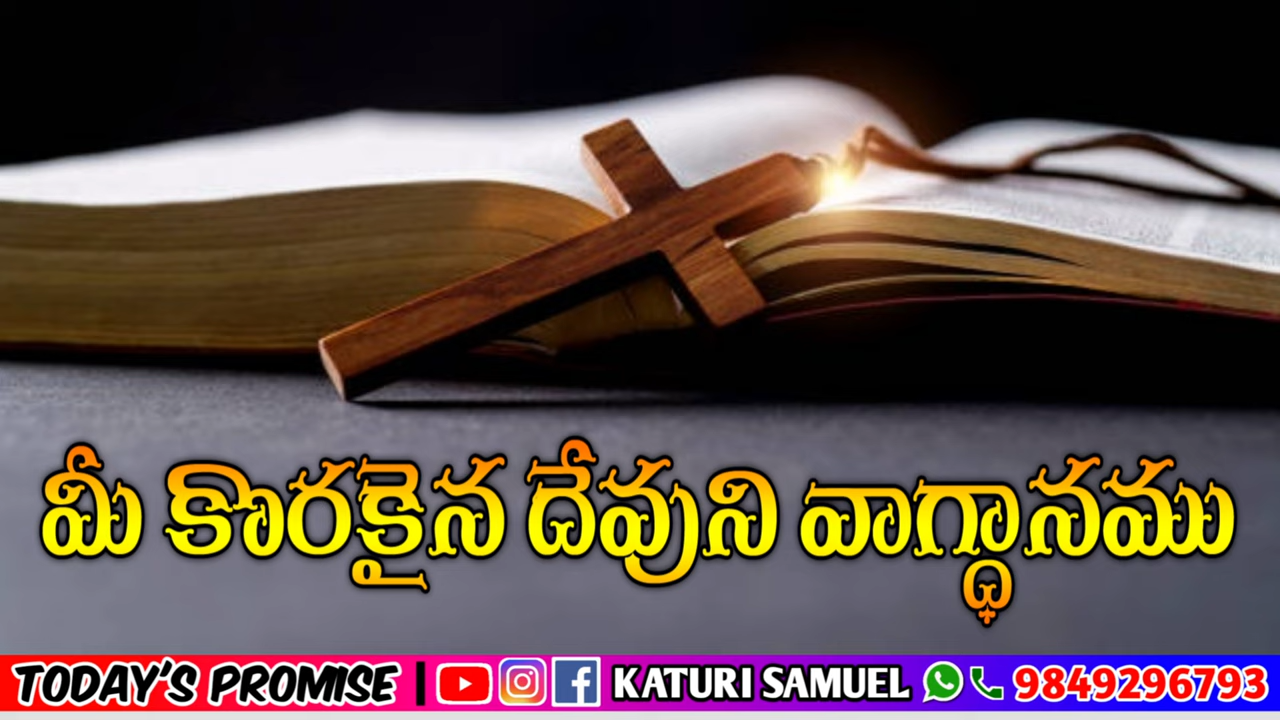 మీ కొరకైన దేవుని వాగ్ధానము
TODAY'S PROMISE | KATURI SAMUEL 9849296793